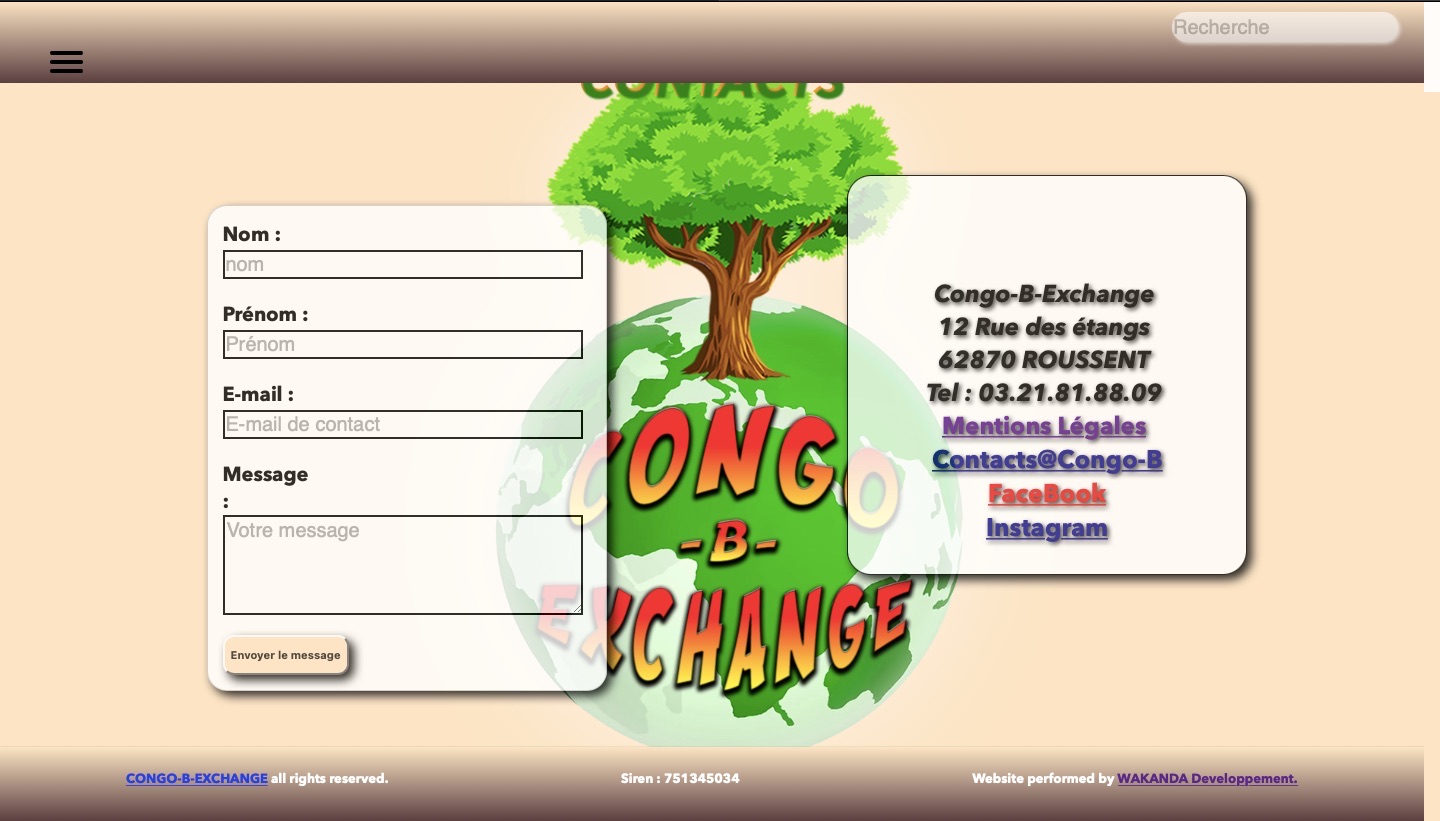 Recherche
CONTACTS
Nom :
nom
Prénom :
Prénom
E-mail :
E-mail de contact
Message
:
Votre message
Envoyer le message
CONGO
-B-
EXCHANGE
Congo-B-Exchange
12 Rue des étangs
62870 ROUSSENT
Tel : 03.21.81.88.09
Mentions Légales
Contacts@Congo-B
FaceBook
Instagram
CONGO-B-EXCHANGE all rights reserved.
Siren : 751345034
Website performed by WAKANDA Developpement.